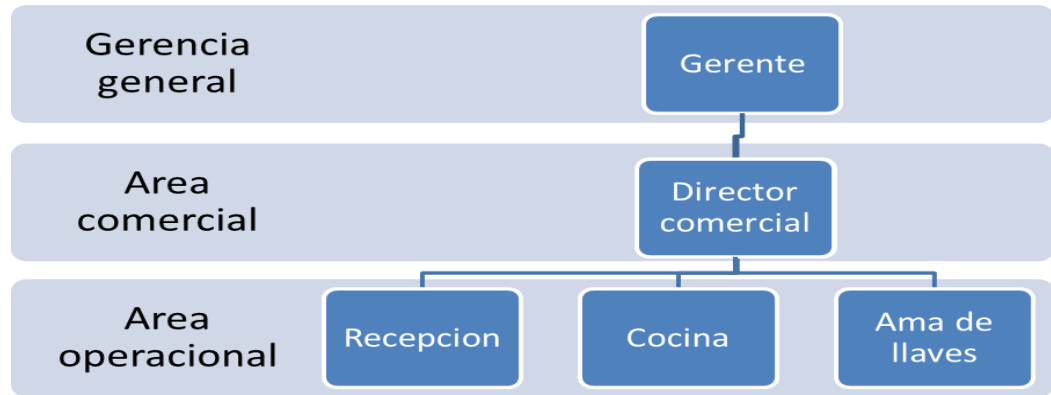 Gerencia
general
Gerente
Area
comercial
Director
comercial
Area
operacional
Recepcion
Cocina
Ama de
llaves